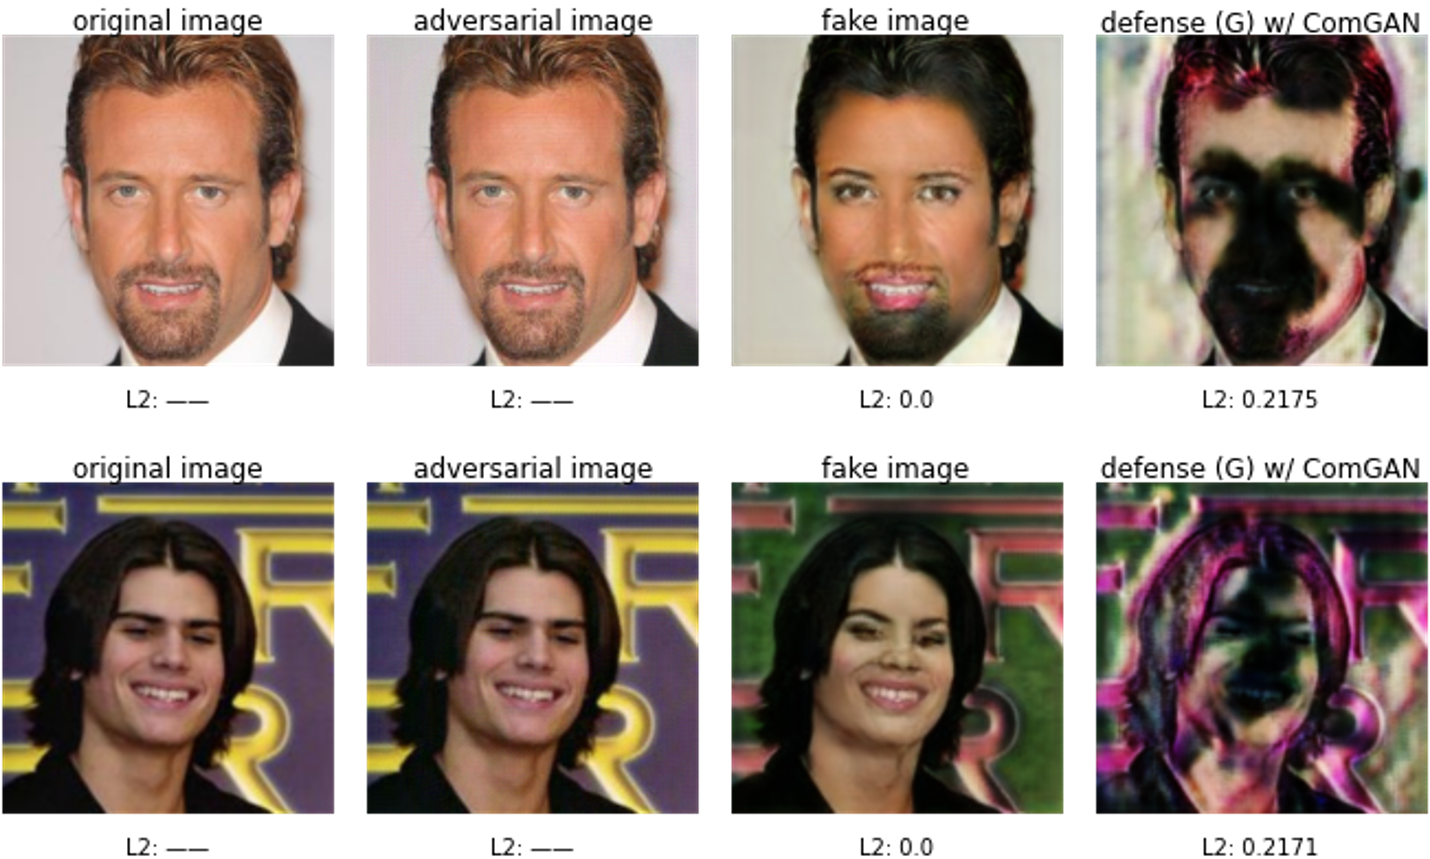 original image adversarial image fake image defense (G) w/ ComGAN
L2: —— L2: —— L2: 0.0 L2: 0.2175
original image adversarial image fake image defense (G) w/ ComGAN
L2: —— L2: —— L2: 0.0 L2: 0.2171